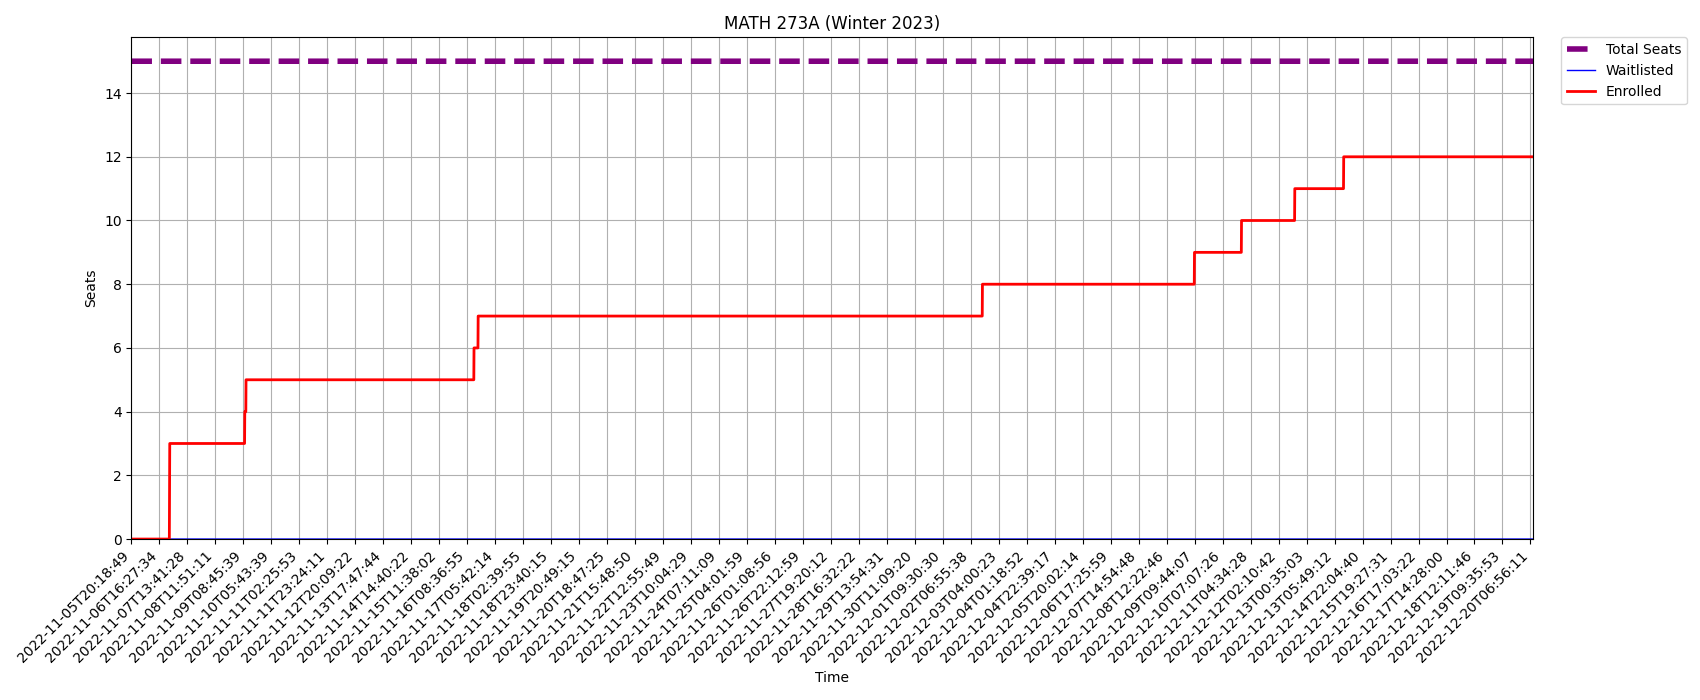 MATH 273A (Winter 2023)
Total Seats
Waitlisted
Enrolled
Seats
14
12
10
8
6
4
2
0
2022-11-05T20:18:49
2022-11-06T16:27:34
2022-11-07T13:41:28
2022-11-08T11:51:11
2022-11-09T08:45:39
2022-11-10T05:43:39
2022-11-11T02:25:53
2022-11-11T23:24:11
2022-11-12T20:09:22
2022-11-13T17:47:44
2022-11-14T14:40:22
2022-11-15T11:38:02
2022-11-16T08:36:55
2022-11-17T05:42:14
2022-11-18T02:39:55
2022-11-18T23:40:15
2022-11-19T20:49:15
2022-11-20T18:47:25
2022-11-21T15:48:50
2022-11-22T12:55:49
2022-11-23T10:04:29
2022-11-24T07:11:09
2022-11-25T04:01:59
2022-11-26T01:08:56
2022-11-26T22:12:59
2022-11-27T19:20:12
2022-11-28T16:32:22
2022-11-29T13:54:31
2022-11-30T11:09:20
2022-12-01T09:30:30
2022-12-02T06:55:38
2022-12-03T04:00:23
2022-12-04T01:18:52
2022-12-04T22:39:17
2022-12-05T20:02:14
2022-12-06T17:25:59
2022-12-07T14:54:48
2022-12-08T12:22:46
2022-12-09T09:44:07
2022-12-10T07:07:26
2022-12-11T04:34:28
2022-12-12T02:10:42
2022-12-13T00:35:03
2022-12-13T05:49:12
2022-12-14T22:04:40
2022-12-15T19:27:31
2022-12-16T17:03:22
2022-12-17T14:28:00
2022-12-18T12:11:46
2022-12-19T09:35:53
2022-12-20T06:56:11
Time